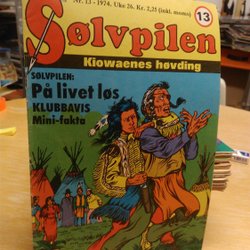 Nr. 13 - 1974. Uke 26. Kr. 2,25 (inkl. moms)
13
Sølvpilen
Kiowaenes høvding
SØLVPILEN:
På livet løs
KLUBBAVIS
Mini-fakta